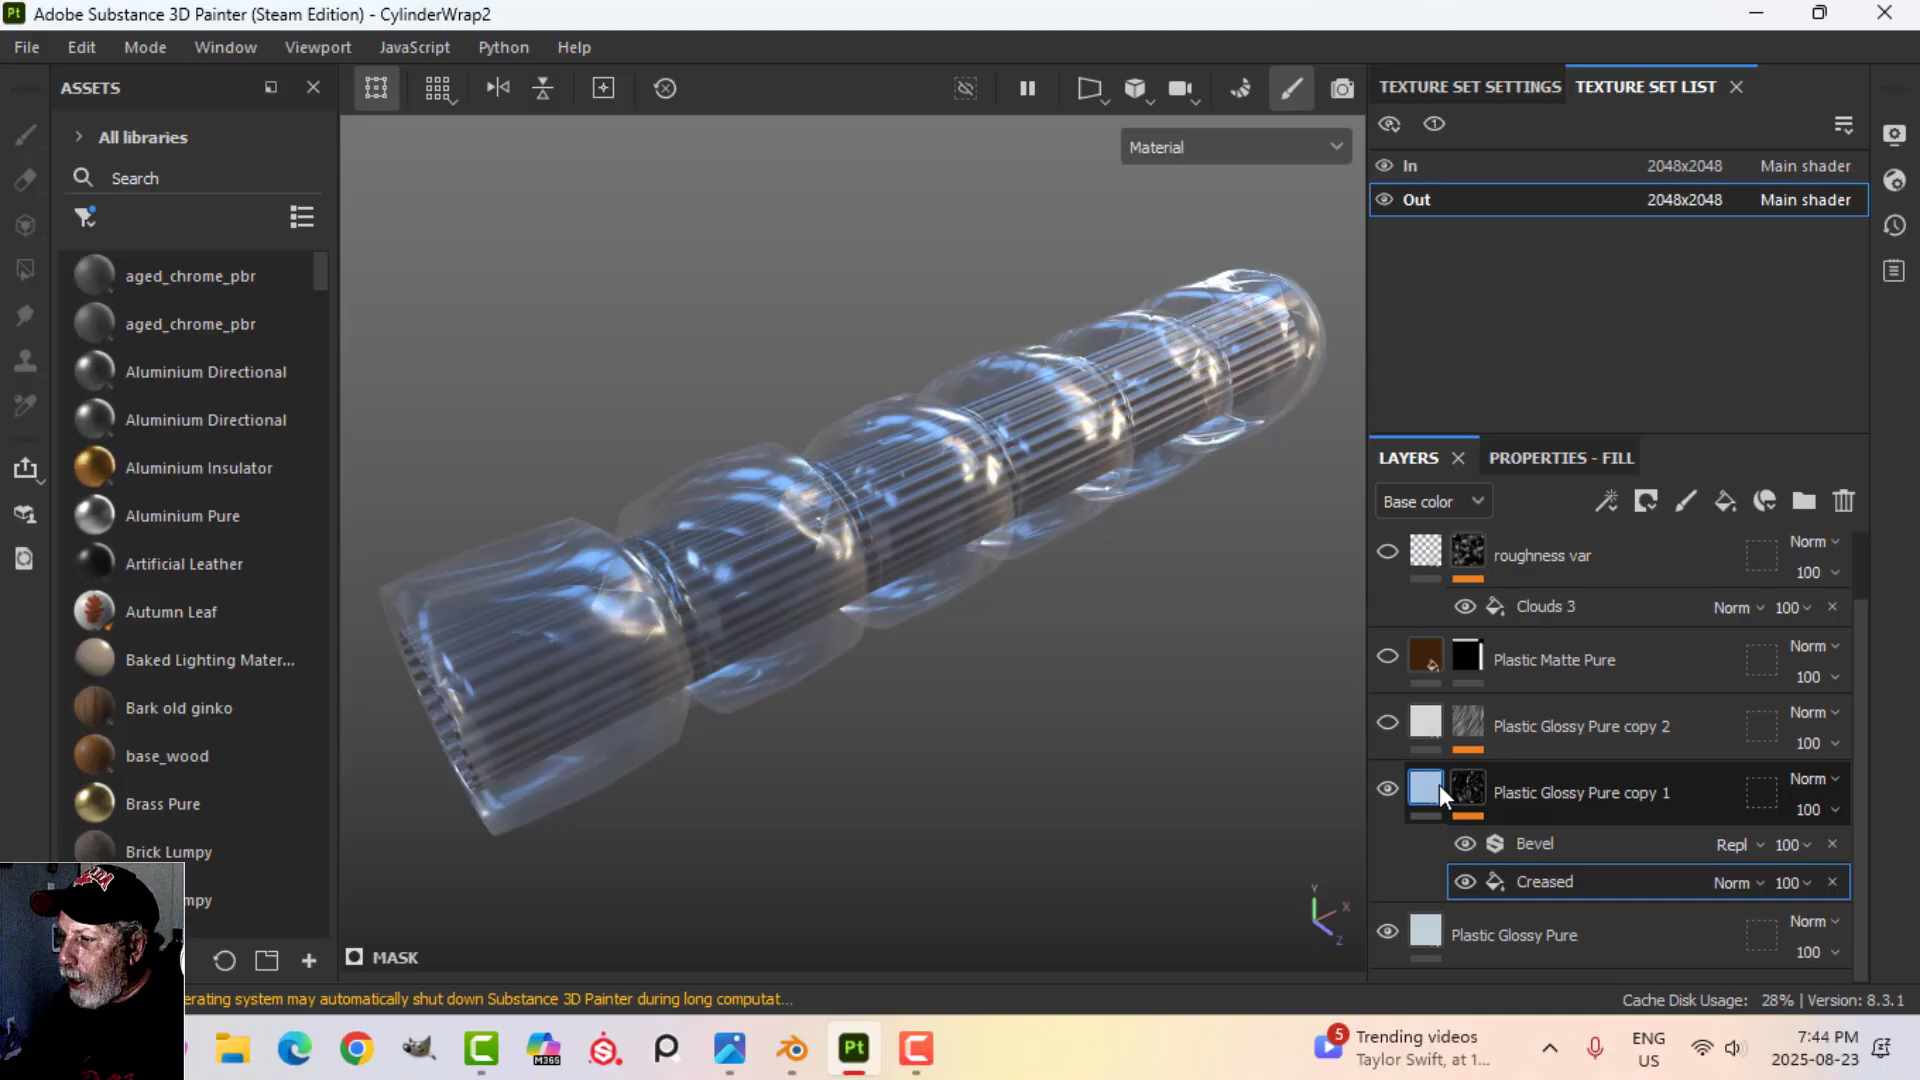 Pt Adobe Substance 3D Painter (Steam Edition) - CylinderWrap2
File Edit Mode Window Viewport JavaScript Python Help
ASSETS
All libraries
Search
aged_chrome_pbr
aged_chrome_pbr
Aluminium Directional
Aluminium Directional
Aluminium Insulator
Aluminium Pure
Artificial Leather
Autumn Leaf
Baked Lighting Mater...
Bark old ginko
base_wood
Brass Pure
Brick Lumpy
mpy
Material
Y
X
Z
MASK
TEXTURE SET SETTINGS TEXTURE SET LIST
1
In 2048x2048 Main shader
Out 2048x2048 Main shader
LAYERS PROPERTIES - FILL
Base color
roughness var Norm 100
Clouds 3 Norm 100
Plastic Matte Pure Norm 100
Plastic Glossy Pure copy 2 Norm 100
Plastic Glossy Pure copy 1 Norm 100
Bevel Repl 100
Creased Norm 100
Plastic Glossy Pure Norm 100
erating system may automatically shut down Substance 3D Painter during long computat...
Cache Disk Usage: 28% | Version: 8.3.1
M365
Pt
5
Trending videos
Taylor Swift, at 1...
ENG
US
7:44 PM
2025-08-23